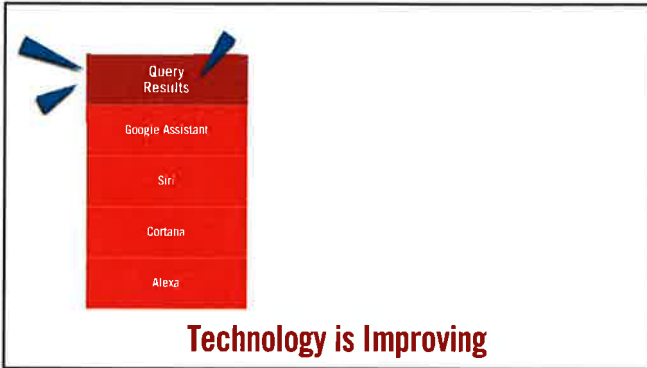 Query
Results
Google Assistant
Siri
Cortana
Alexa
Technology is Improving